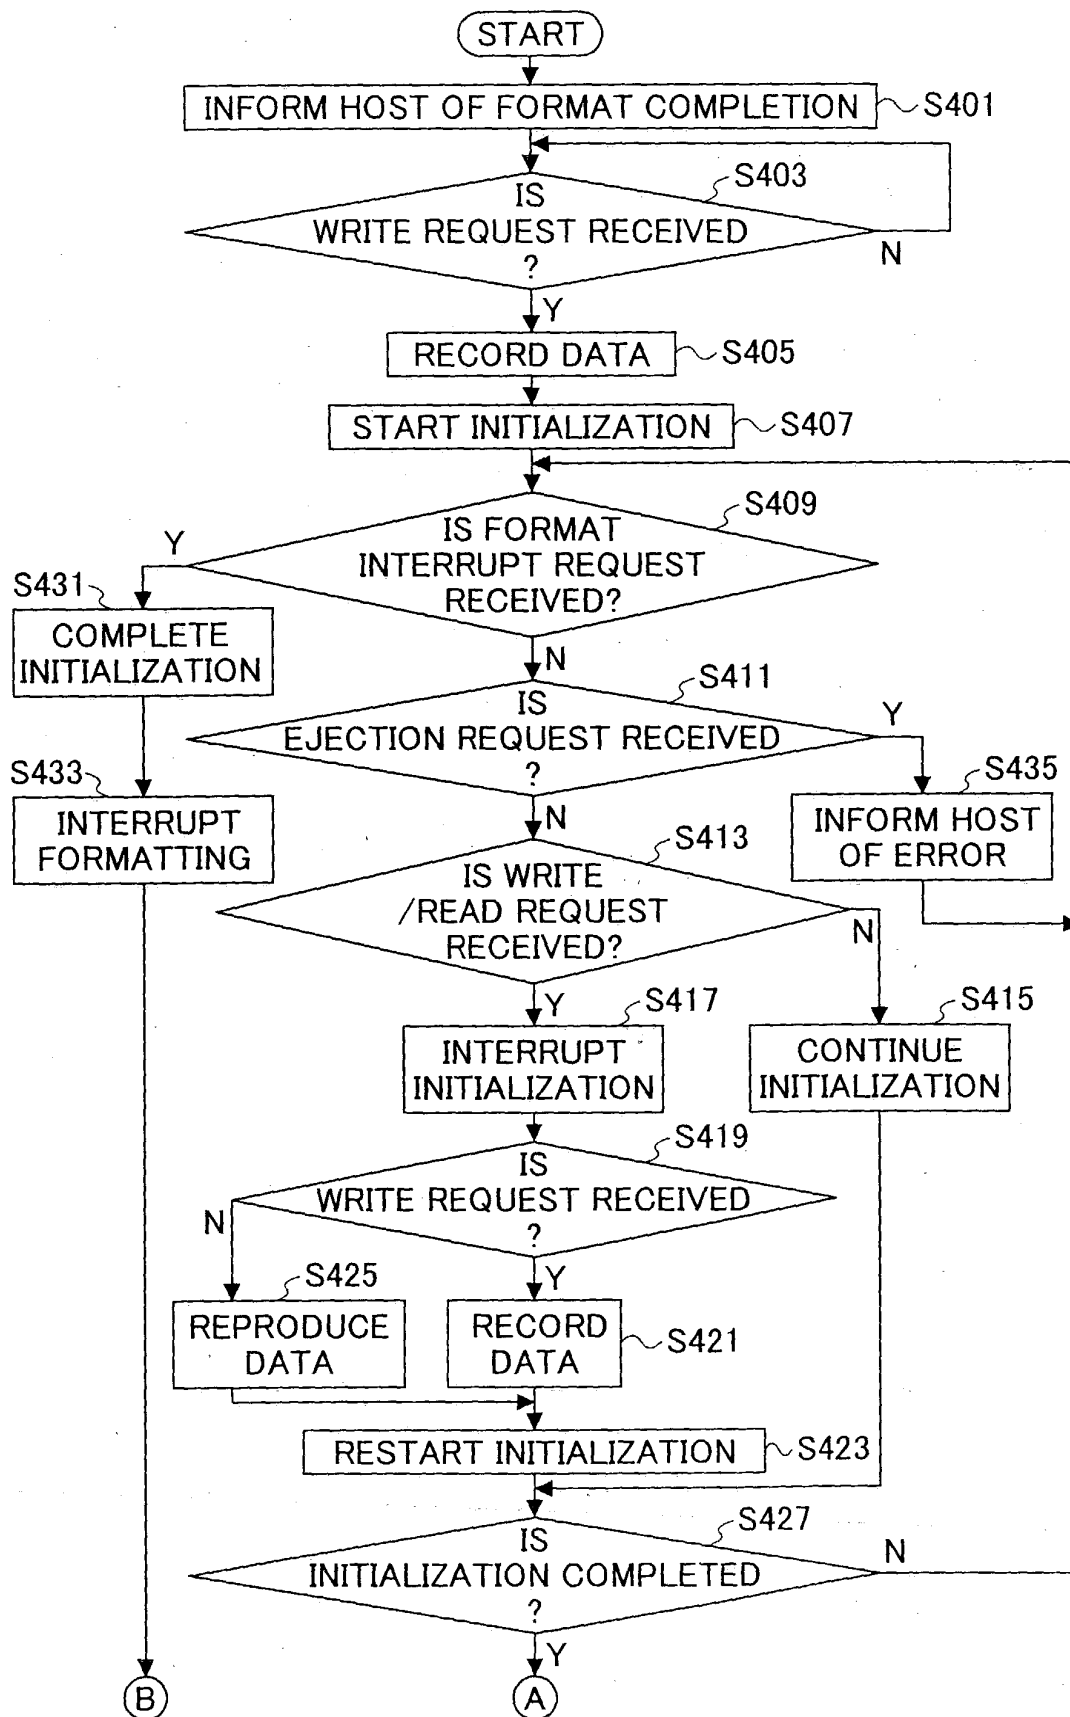 START
INFORM HOST OF FORMAT COMPLETION
S401
S403
IS
WRITE REQUEST RECEIVED
?
N
Y
RECORD DATA
S405
START INITIALIZATION
S407
S409
IS FORMAT
INTERRUPT REQUEST
RECEIVED?
Y
N
S431
COMPLETE
INITIALIZATION
S411
IS
EJECTION REQUEST RECEIVED
?
Y
N
S433
INTERRUPT
FORMATTING
S435
INFORM HOST
OF ERROR
S413
IS WRITE
/READ REQUEST
RECEIVED?
N
Y
S417
INTERRUPT
INITIALIZATION
S415
CONTINUE
INITIALIZATION
S419
IS
WRITE REQUEST RECEIVED
?
N
Y
S425
REPRODUCE
DATA
RECORD
DATA
S421
RESTART INITIALIZATION
S423
S427
IS
INITIALIZATION COMPLETED
?
N
Y
B
A